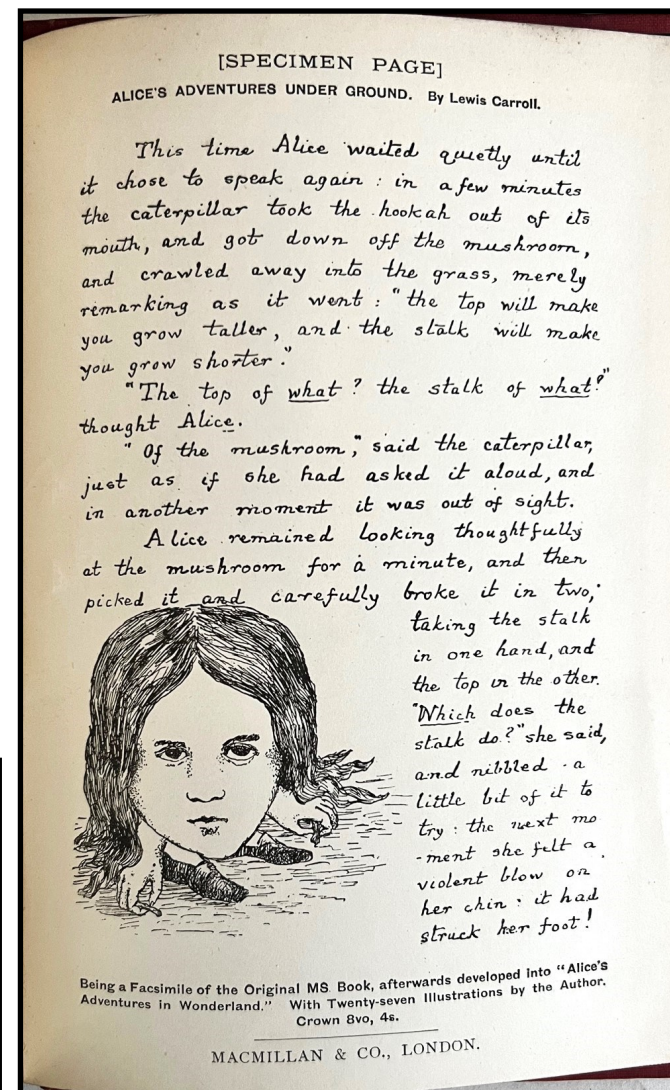 [SPECIMEN PAGE]
ALICE'S ADVENTURES UNDER GROUND. By Lewis Carroll.
This time Alice waited quietly until
it chose to speak again: in a few minutes
the caterpillar took the hookah out of its
mouth, and got down off the mushroom,
and crawled away into the grass, merely
remarking as it went: "the top will make
you grow taller, and the stalk will make
you grow shorter."
"The top of what? the stalk of what?"
thought Alice.
"Of the mushroom," said the caterpillar,
just as if she had asked it aloud, and
in another moment it was out of sight.
Alice remained looking thoughtfully
at the mushroom for a minute, and then
picked it and carefully broke it in two,
taking the stalk
in one hand, and
the top in the other.
"Which does the
stalk do?" she said,
and nibbled a
little bit of it to
try: the next mo
-ment she felt a
violent blow on
her chin: it had
struck her foot!
Being a Facsimile of the Original MS. Book, afterwards developed into "Alice's
Adventures in Wonderland." With Twenty-seven Illustrations by the Author.
Crown 8vo, 4s.
MACMILLAN & CO., LONDON.